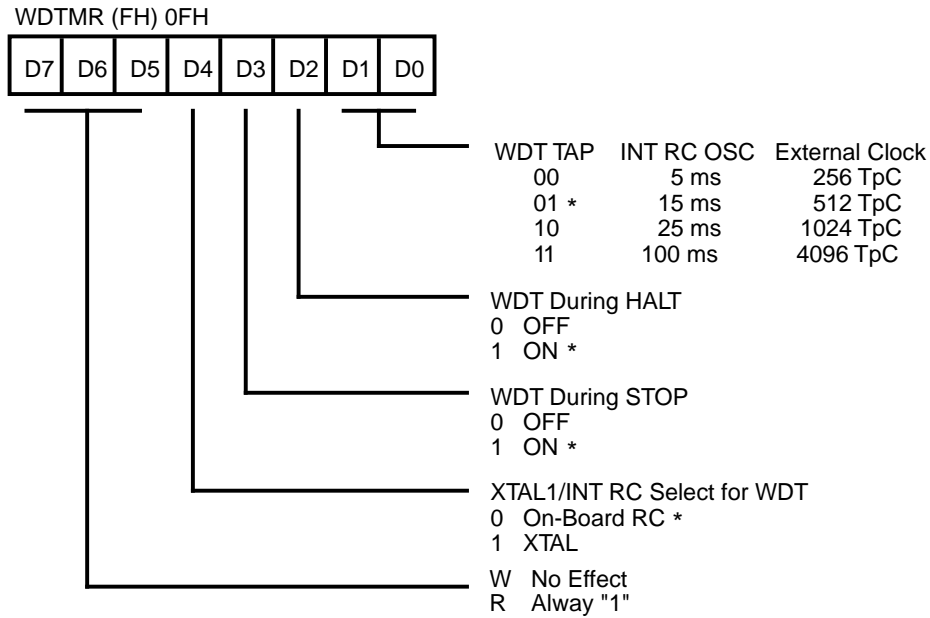 WDTMR (FH) 0FH
D7 D6 D5 D4 D3 D2 D1 D0
WDT TAP INT RC OSC External Clock
00 5 ms 256 TpC
01 * 15 ms 512 TpC
10 25 ms 1024 TpC
11 100 ms 4096 TpC
WDT During HALT
0 OFF
1 ON *
WDT During STOP
0 OFF
1 ON *
XTAL1/INT RC Select for WDT
0 On-Board RC *
1 XTAL
W No Effect
R Alway "1"